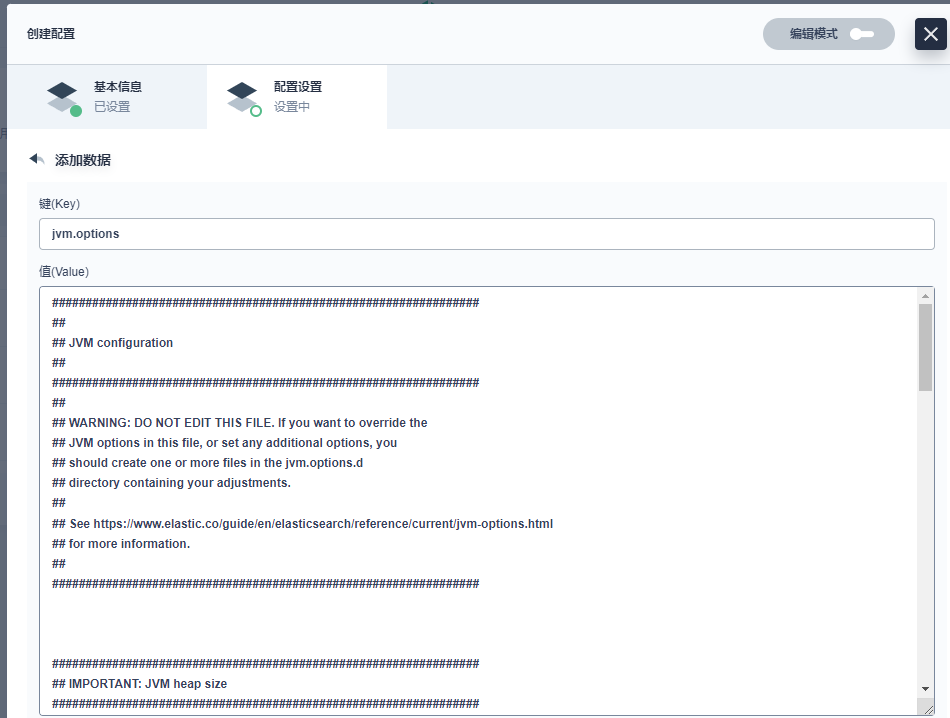 创建配置
编辑模式
基本信息
已设置
配置设置
设置中
添加数据
键(Key)
jvm.options
值(Value)
################################################################
##
## JVM configuration
##
################################################################
##
## WARNING: DO NOT EDIT THIS FILE. If you want to override the
## JVM options in this file, or set any additional options, you
## should create one or more files in the jvm.options.d
## directory containing your adjustments.
##
## See https://www.elastic.co/guide/en/elasticsearch/reference/current/jvm-options.html
## for more information.
##
################################################################
################################################################
## IMPORTANT: JVM heap size
################################################################